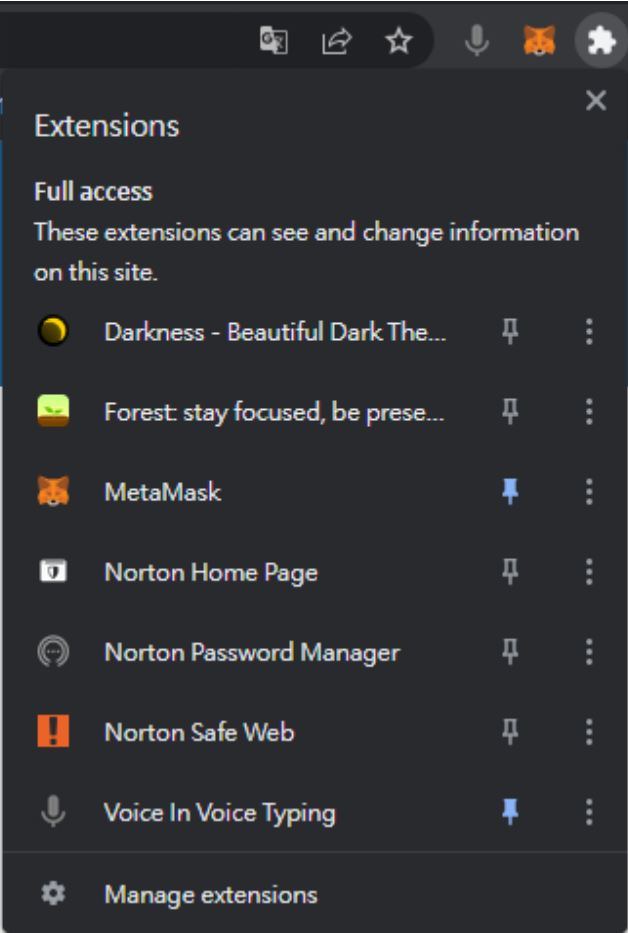 Extensions
Full access
These extensions can see and change information
on this site.
Darkness - Beautiful Dark The...
Forest: stay focused, be prese...
MetaMask
Norton Home Page
Norton Password Manager
Norton Safe Web
Voice In Voice Typing
Manage extensions